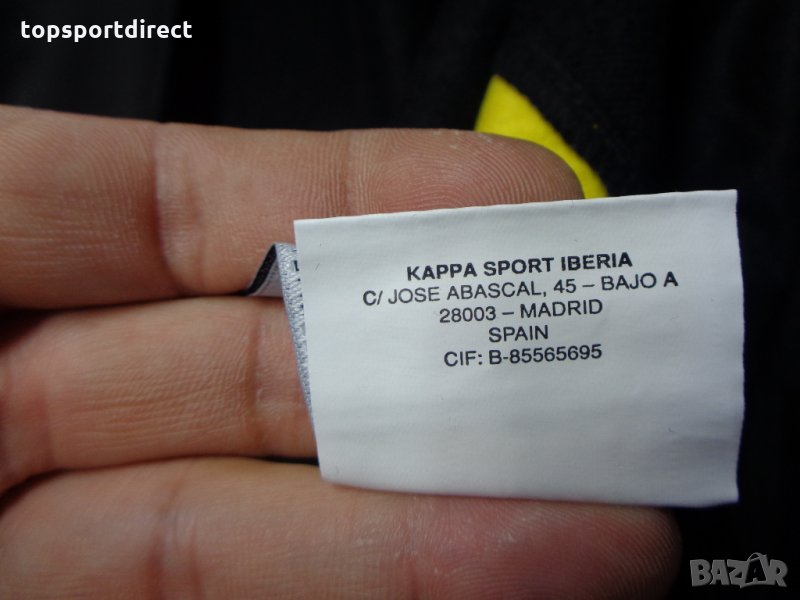 topsportdirect
KAPPA SPORT IBERIA
C/ JOSE ABASCAL, 45 – BAJO A
28003 – MADRID
SPAIN
CIF: B-85565695
BAZAR